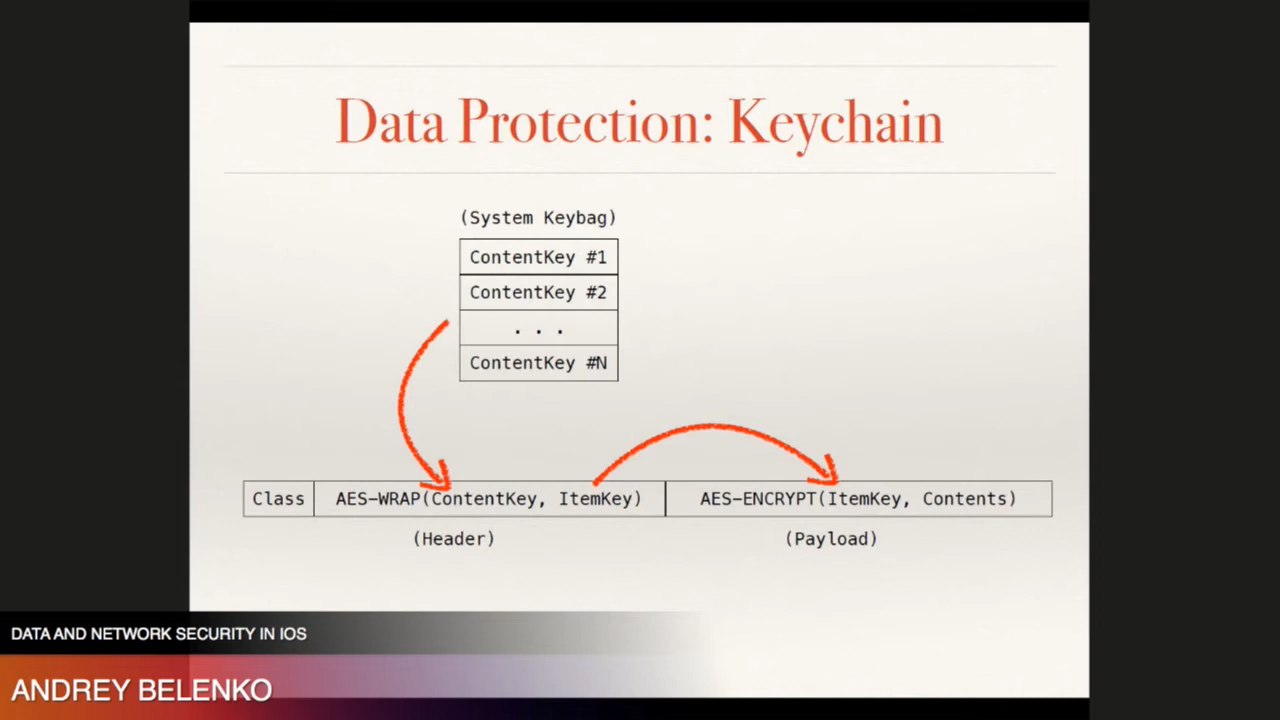 Data Protection: Keychain
(System Keybag)
ContentKey #1
ContentKey #2
. . .
ContentKey #N
Class AES-WRAP(ContentKey, ItemKey) AES-ENCRYPT(ItemKey, Contents)
(Header) (Payload)
DATA AND NETWORK SECURITY IN IOS
ANDREY BELENKO